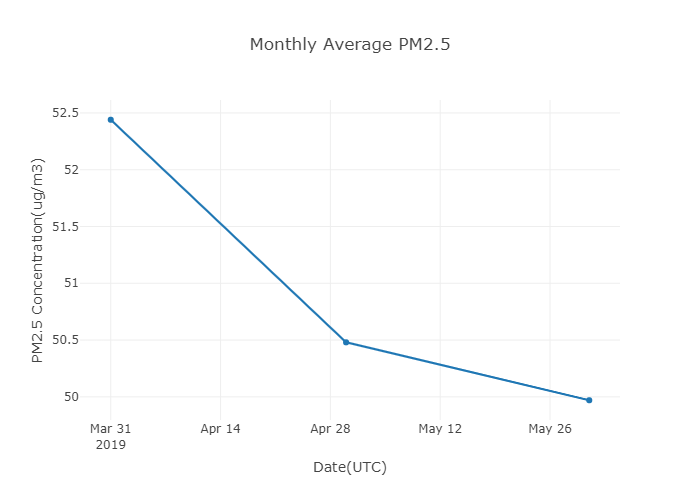 Monthly Average PM2.5
52.5
52
51.5
51
50.5
50
PM2.5 Concentration(ug/m3)
Mar 31
2019
Apr 14
Apr 28
May 12
May 26
Date(UTC)